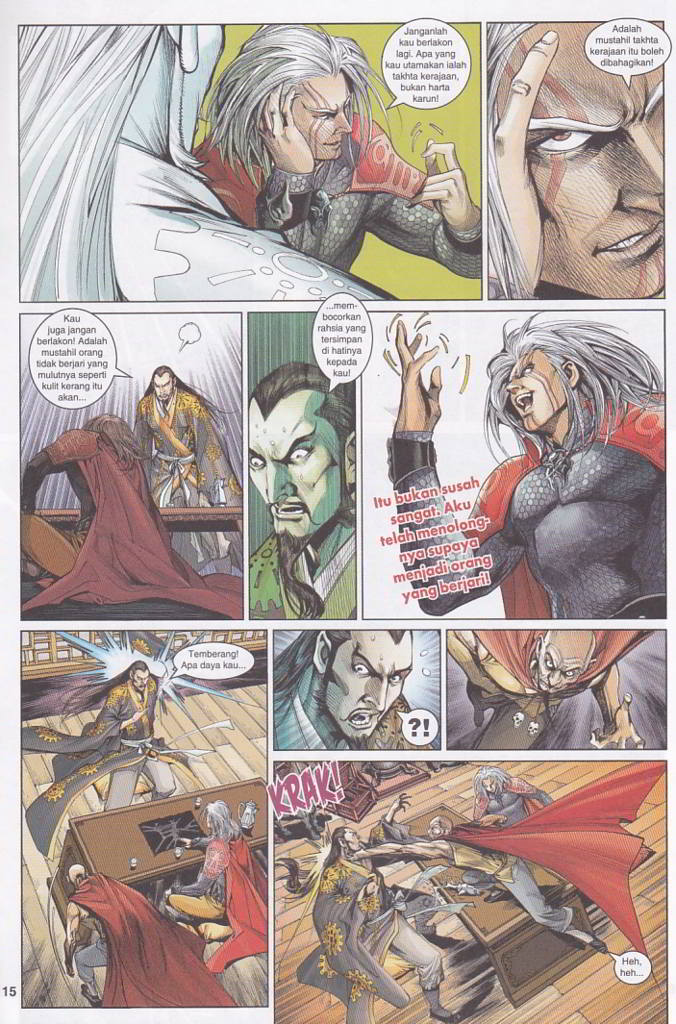 Janganlah
kau berlakon
lagi. Apa yang
kau utamakan ialah
takhta kerajaan,
bukan harta
karun!
Adalah
mustahil takhta
kerajaan itu boleh
dibahagikan!
Kau
juga jangan
berlakon! Adalah
mustahil orang
tidak berjari yang
mulutnya seperti
kulit kerang itu
akan...
...mem-
bocorkan
rahsia yang
tersimpan
di hatinya
kepada
kau!
Itu bukan susah
sangat. Aku
telah menolong-
nya supaya
menjadi orang
yang berjari!
Temberang!
Apa daya kau...
?!
KRAK!
Heh,
heh...
15